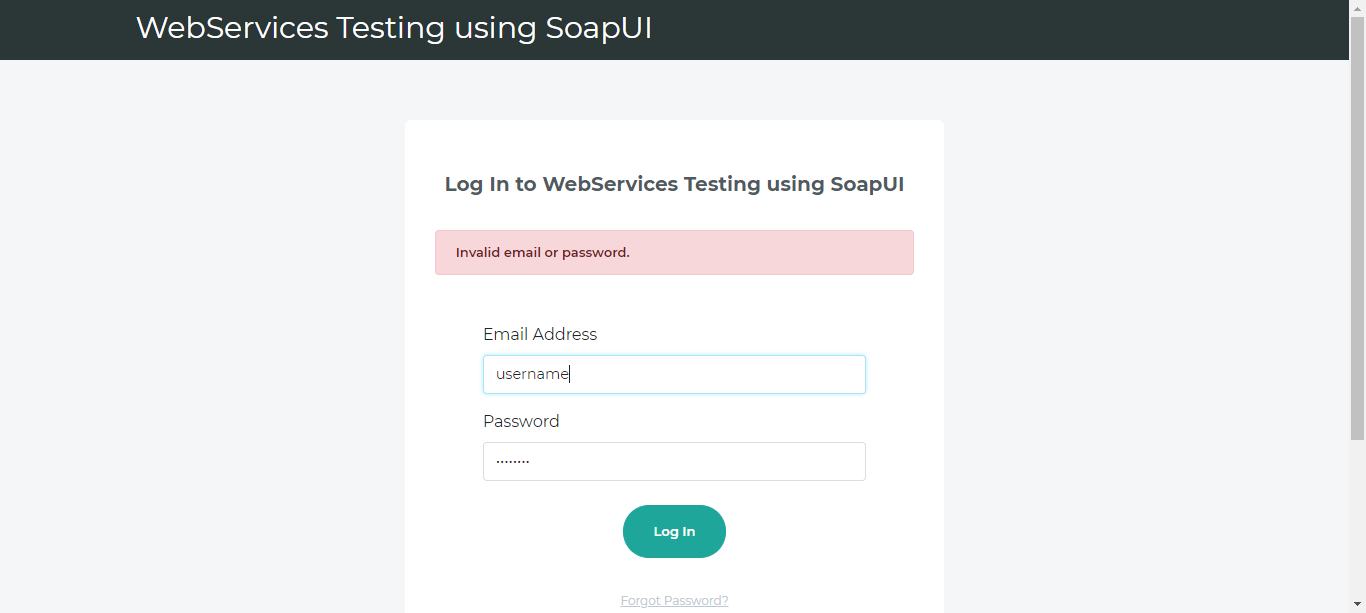 WebServices Testing using SoapUI
Log In to WebServices Testing using SoapUI
Invalid email or password.
Email Address
username
Password
••••••••
Log In
Forgot Password?